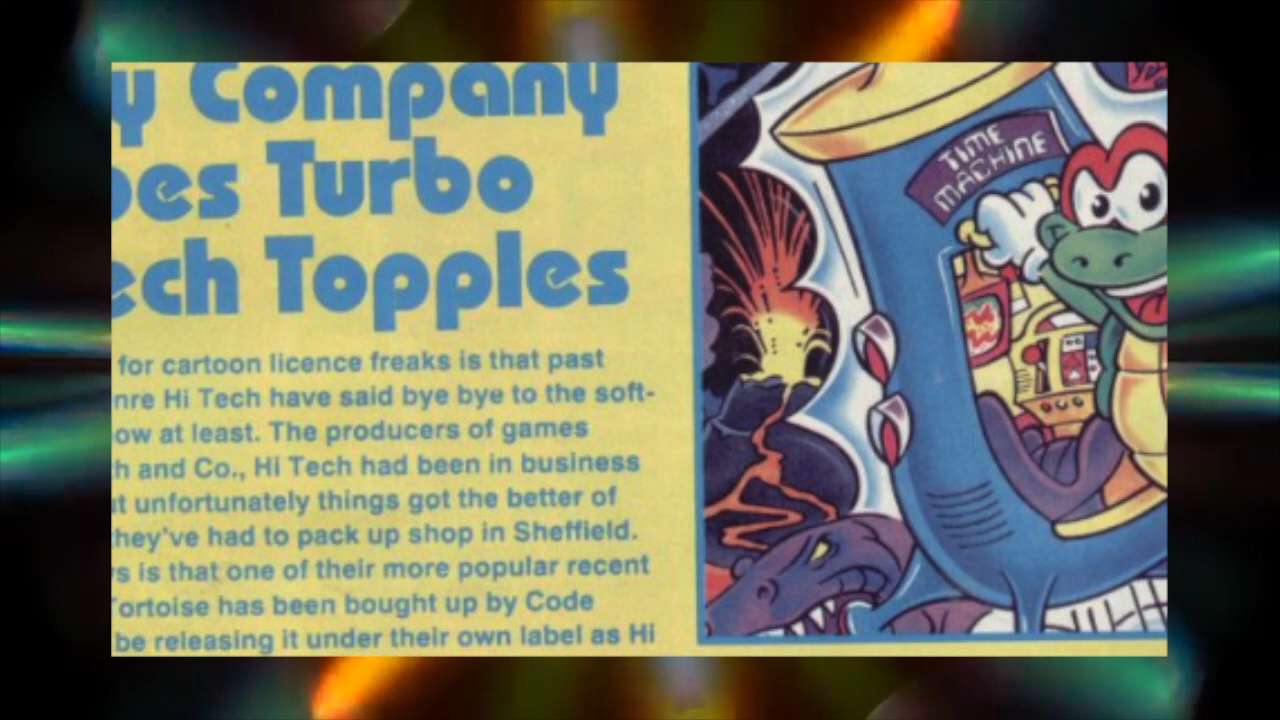 y Company
oes Turbo
ech Topples
for cartoon licence freaks is that past
nre Hi Tech have said bye bye to the soft-
ow at least. The producers of games
h and Co., Hi Tech had been in business
ut unfortunately things got the better of
they've had to pack up shop in Sheffield.
s is that one of their more popular recent
Tortoise has been bought up by Code
be releasing it under their own label as Hi
TIME
MACHINE